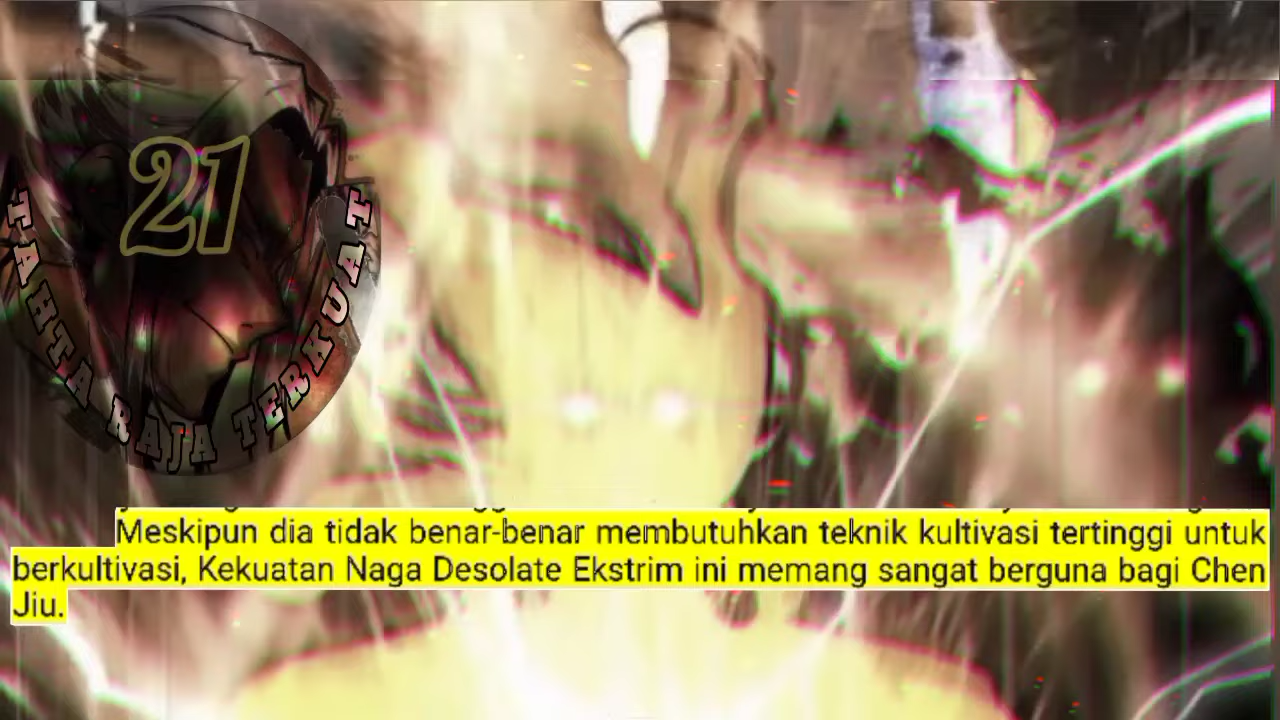 21
TAHTA RAJA TERKUAT
Meskipun dia tidak benar-benar membutuhkan teknik kultivasi tertinggi untuk
berkultivasi, Kekuatan Naga Desolate Ekstrim ini memang sangat berguna bagi Chen
Jiu.